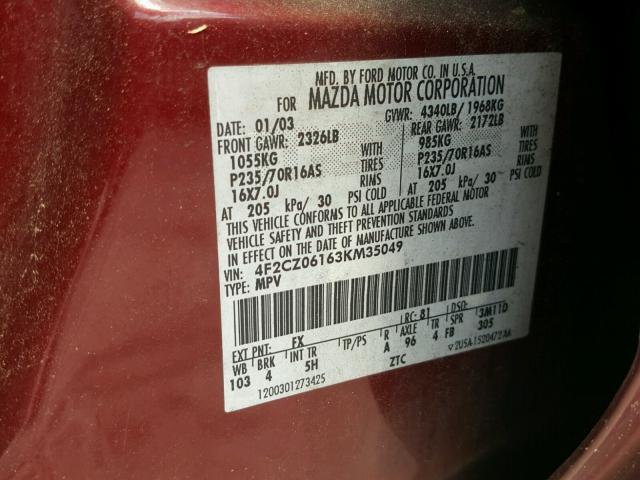 MFD. BY FORD MOTOR CO. IN U.S.A.
FOR MAZDA MOTOR CORPORATION
DATE: 01/03 GVWR: 4340LB / 1968KG
FRONT GAWR: 2326LB REAR GAWR: 2172LB
1055KG WITH 985KG WITH
P235/70R16AS TIRES P235/70R16AS TIRES
16X7.0J RIMS 16X7.0J RIMS
AT 205 kPa/ 30 PSI COLD AT 205 kPa/ 30 PSI COLD
THIS VEHICLE CONFORMS TO ALL APPLICABLE FEDERAL MOTOR
VEHICLE SAFETY AND THEFT PREVENTION STANDARDS
IN EFFECT ON THE DATE OF MANUFACTURE SHOWN ABOVE.
VIN: 4F2CZ06163KM35049
TYPE: MPV
EXT PNT: FX RC: 81 DSO:
WB BRK INT TR TP/PS R AXLE TR SPR 3M11D
103 4 5H A 96 4 FB 305
ZTC
1200301273425